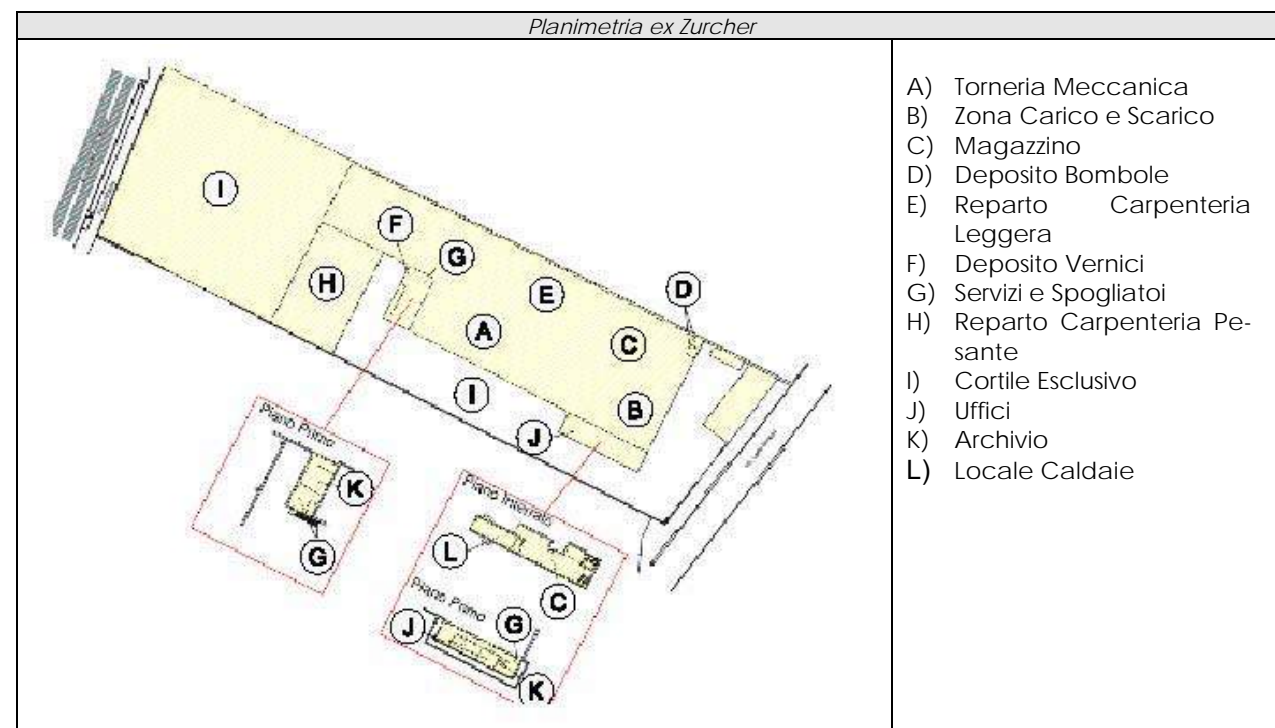 Planimetria ex Zurcher
I
F
G
H
E
D
A
C
I
B
J
Piano Primo
K
G
Piano Interrato
L
C
Piano Primo
J
G
K
A) Torneria Meccanica
B) Zona Carico e Scarico
C) Magazzino
D) Deposito Bombole
E) Reparto Carpenteria
Leggera
F) Deposito Vernici
G) Servizi e Spogliatoi
H) Reparto Carpenteria Pe-
sante
I) Cortile Esclusivo
J) Uffici
K) Archivio
L) Locale Caldaie